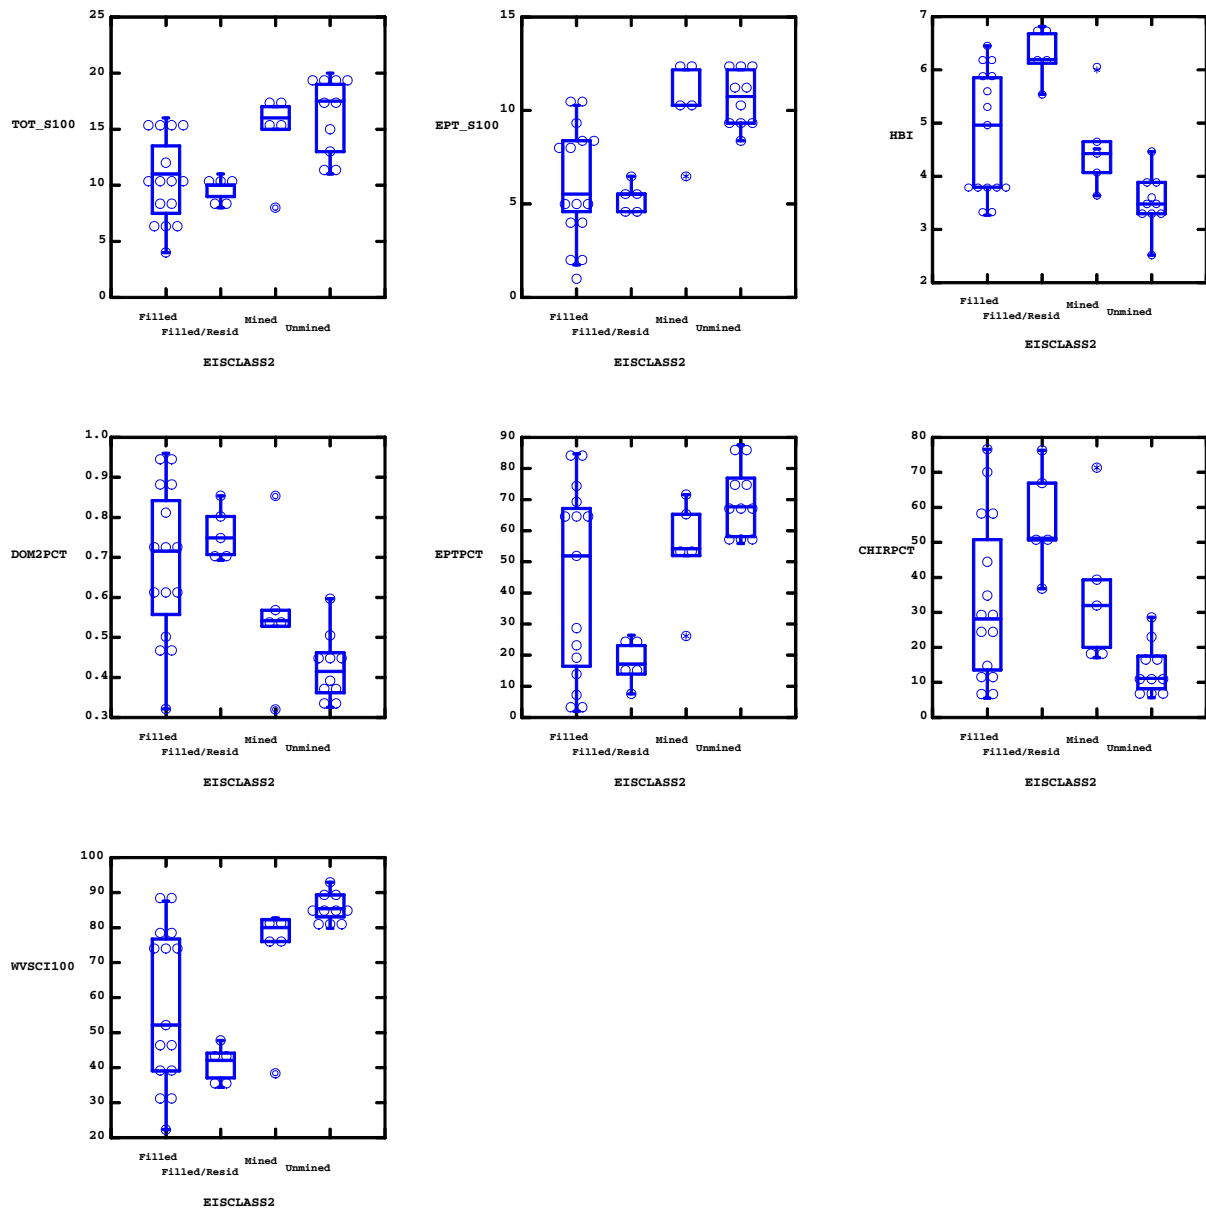 25
20
15
10
5
0
TOT_S100
Filled
Filled/Resid
Mined
Unmined
EISCLASS2
15
10
5
0
EPT_S100
Filled
Filled/Resid
Mined
Unmined
EISCLASS2
7
6
5
4
3
2
HBI
Filled
Filled/Resid
Mined
Unmined
EISCLASS2
1.0
0.9
0.8
0.7
0.6
0.5
0.4
0.3
DOM2PCT
Filled
Filled/Resid
Mined
Unmined
EISCLASS2
90
80
70
60
50
40
30
20
10
0
EPTPCT
Filled
Filled/Resid
Mined
Unmined
EISCLASS2
80
70
60
50
40
30
20
10
0
CHIRPCT
Filled
Filled/Resid
Mined
Unmined
EISCLASS2
100
90
80
70
60
50
40
30
20
WVSCI100
Filled
Filled/Resid
Mined
Unmined
EISCLASS2